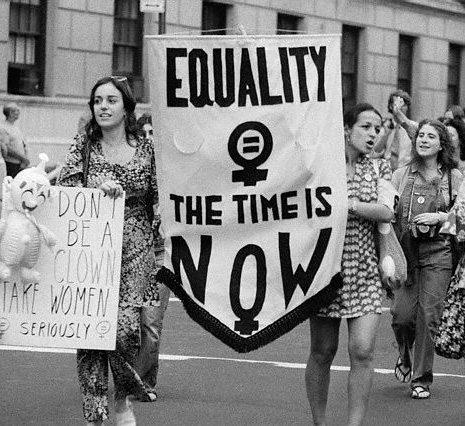 EQUALITY
=
THE TIME IS
NOW
DON'T
BE A
CLOWN
TAKE WOMEN
= SERIOUSLY =